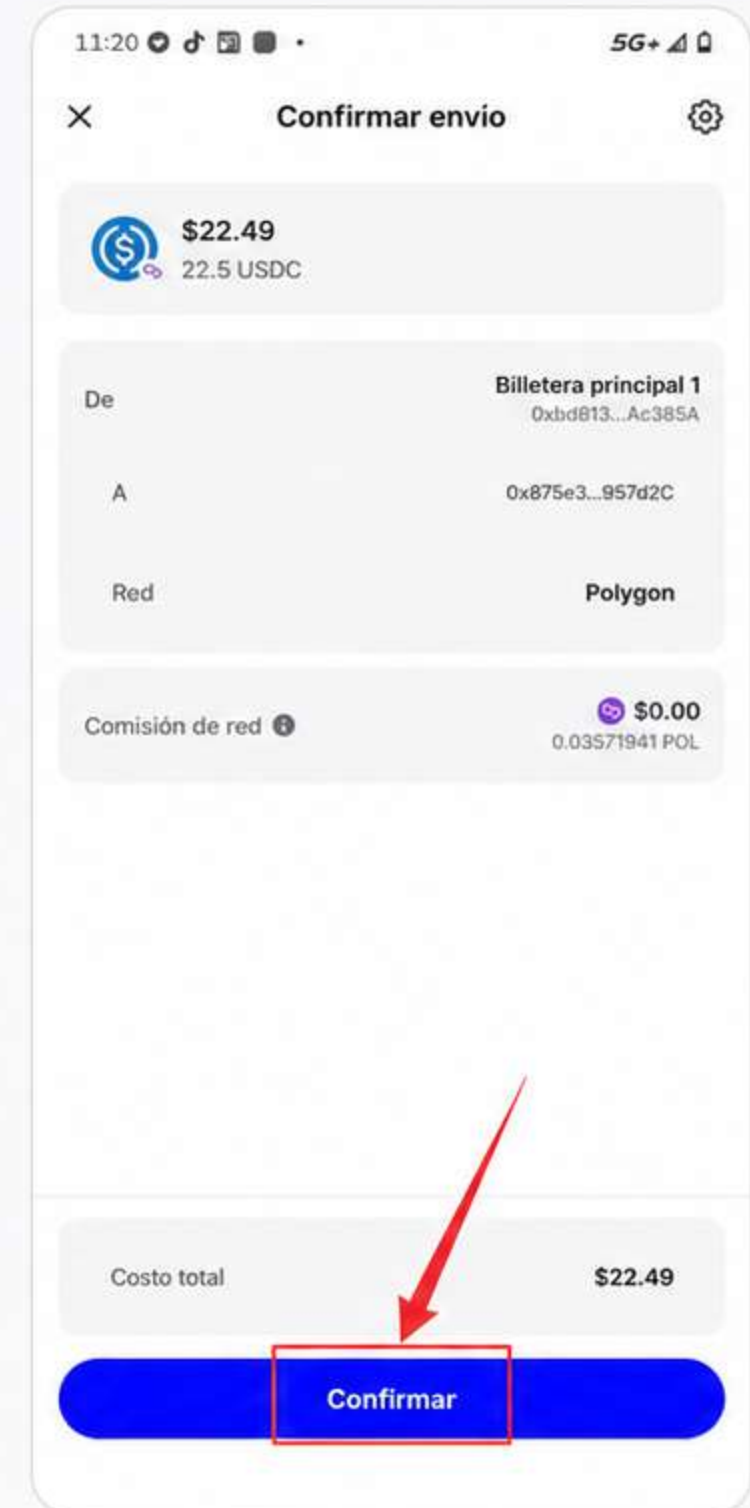 11:20
5G+
Confirmar envio
$22.49
22.5 USDC
De
Billetera principal 1
0xbd813...Ac385A
A
0x875e3...957d2C
Red
Polygon
Comisión de red
$0.00
0.03571941 POL
Costo total
$22.49
Confirmar